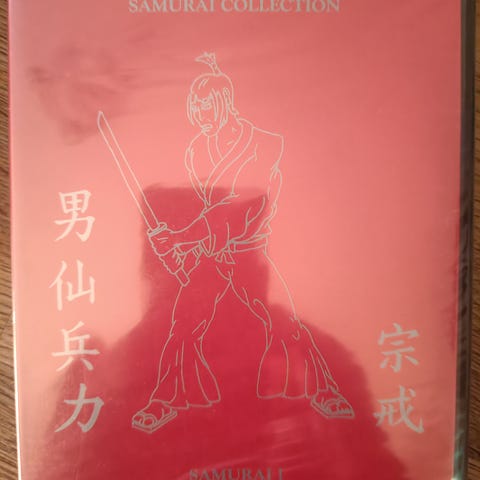 SAMURAI COLLECTION
男仙兵力
宗戒
SAMURAI I